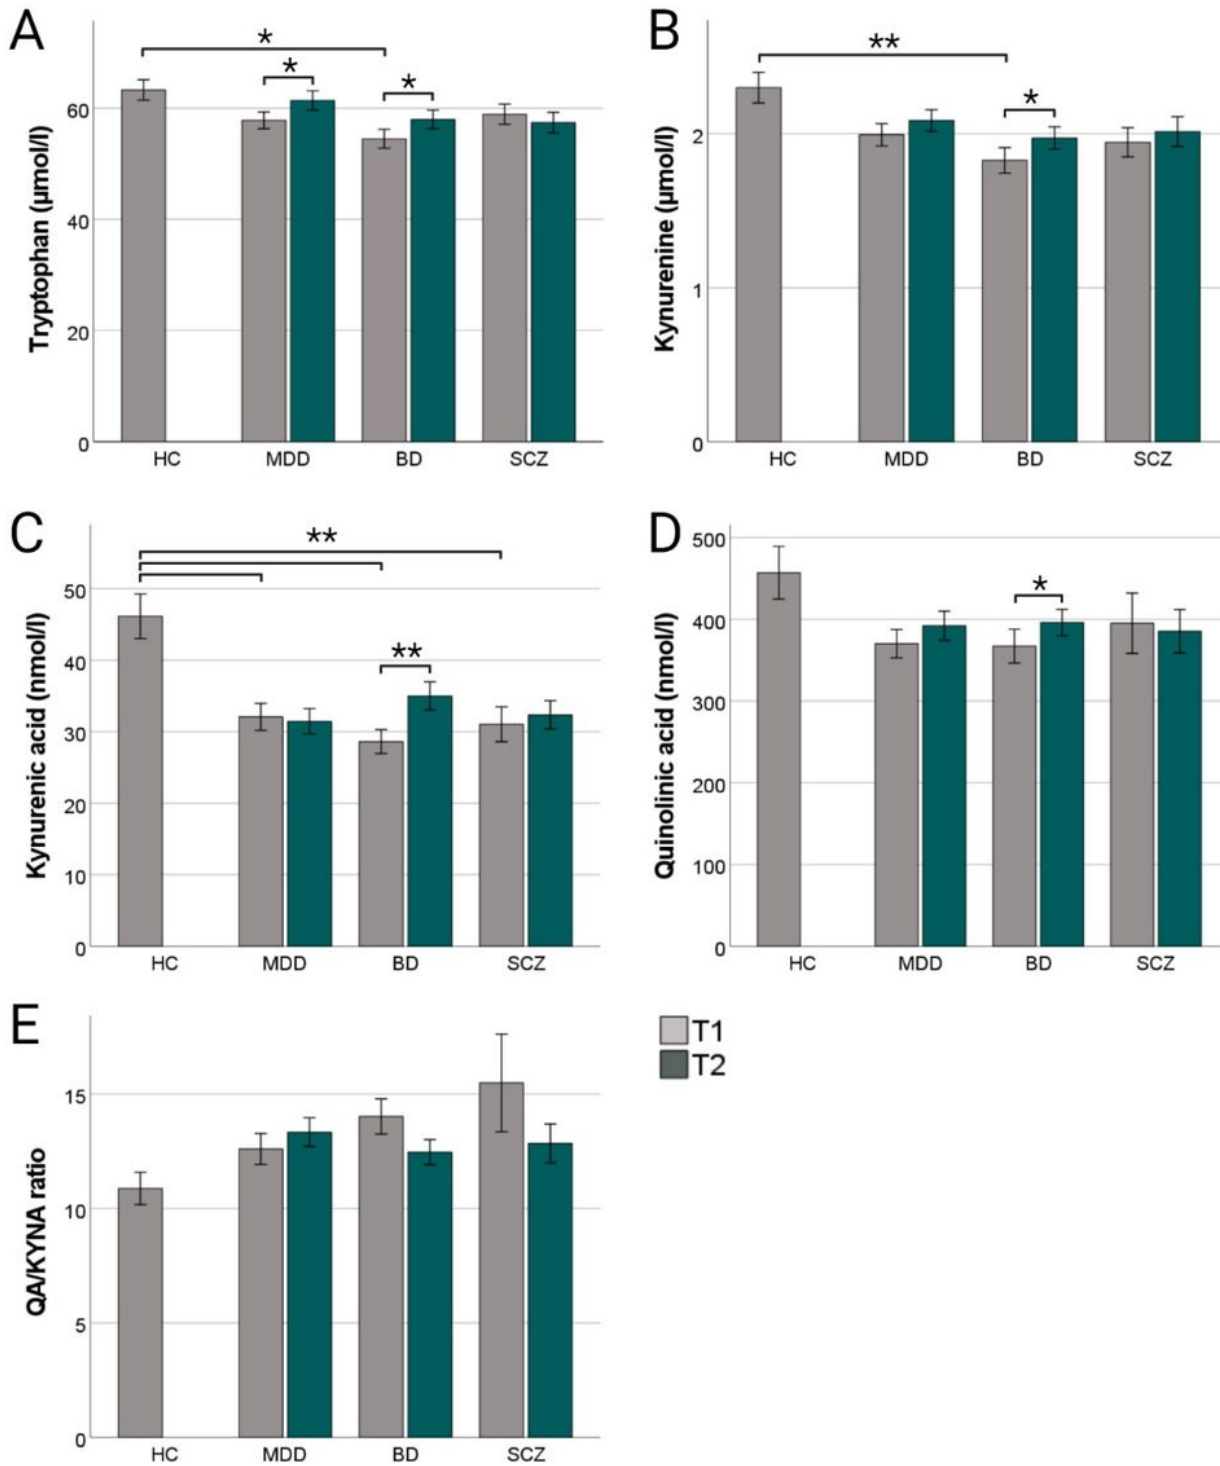 A
Tryptophan (µmol/l)
60
40
20
0
*
*
*
HC MDD BD SCZ
B
Kynurenine (µmol/l)
2
1
0
**
*
HC MDD BD SCZ
C
Kynurenic acid (nmol/l)
50
40
30
20
10
0
**
**
HC MDD BD SCZ
D
Quinolinic acid (nmol/l)
500
400
300
200
100
0
*
HC MDD BD SCZ
E
QA/KYNA ratio
15
10
5
0
HC MDD BD SCZ
T1
T2